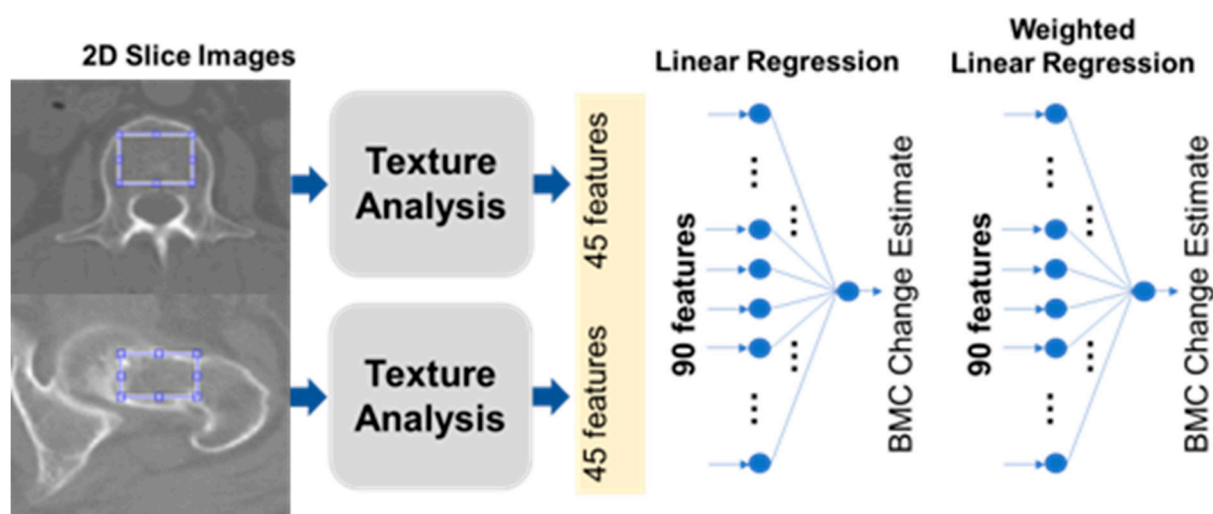 2D Slice Images
Texture
Analysis
45 features
Texture
Analysis
45 features
Linear Regression
90 features
BMC Change Estimate
Weighted
Linear Regression
90 features
BMC Change Estimate